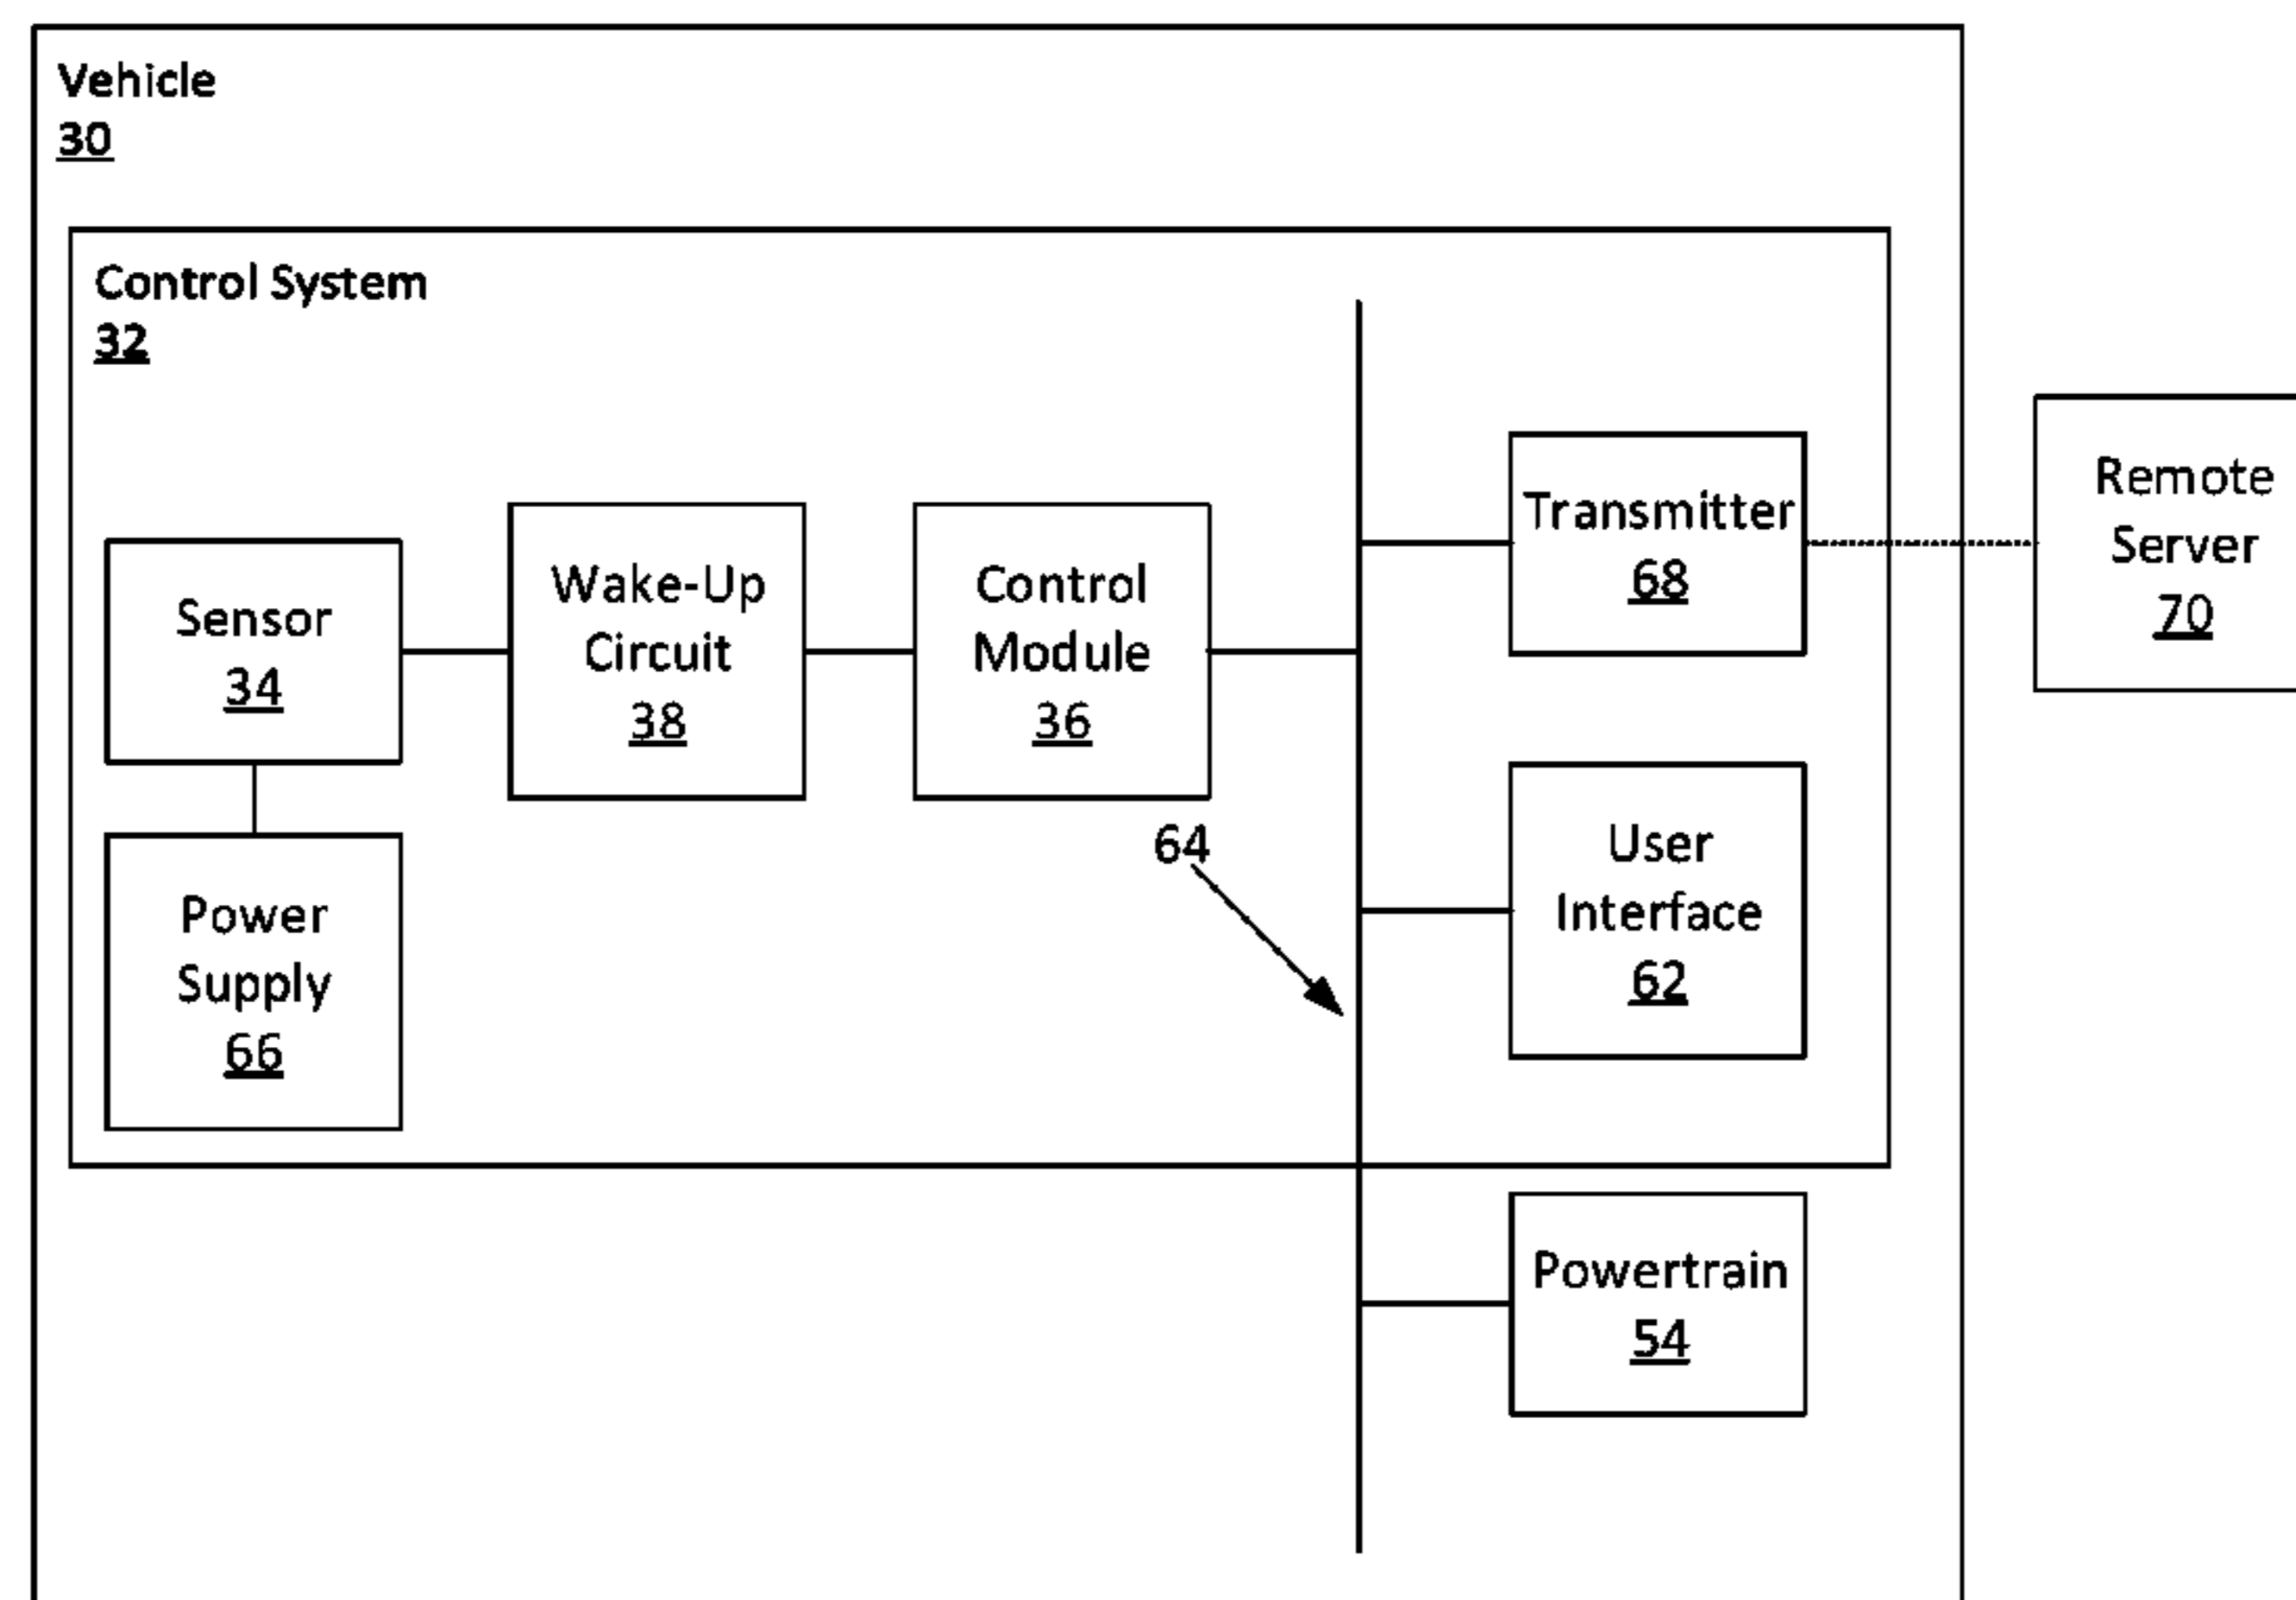 Vehicle
30
Control System
32
Sensor
34
Wake-Up
Circuit
38
Control
Module
36
Transmitter
68
Remote
Server
70
64
User
Interface
62
Power
Supply
66
Powertrain
54